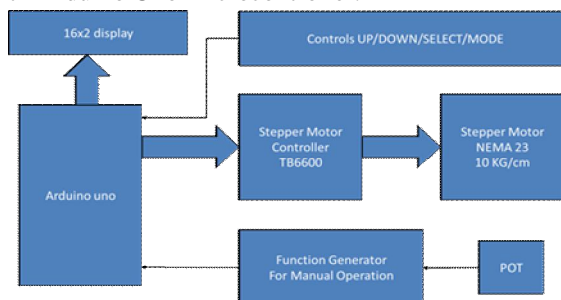 16x2 display
Controls UP/DOWN/SELECT/MODE
Stepper Motor
Controller
TB6600
Stepper Motor
NEMA 23
10 KG/cm
Arduino uno
Function Generator
For Manual Operation
POT